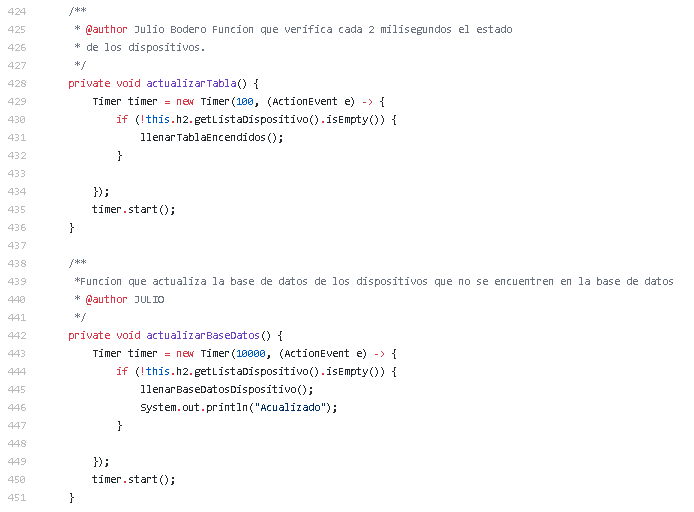 424 /**
425 * @author Julio Bodero Funcion que verifica cada 2 milisegundos el estado
426 * de los dispositivos.
427 */
428 private void actualizarTabla() {
429 Timer timer = new Timer(100, (ActionEvent e) -> {
430 if (!this.h2.getListaDispositivo().isEmpty()) {
431 llenarTablaEncendidos();
432 }
433
434 });
435 timer.start();
436 }
437
438 /**
439 *Funcion que actualiza la base de datos de los dispositivos que no se encuentren en la base de datos
440 * @author JULIO
441 */
442 private void actualizarBaseDatos() {
443 Timer timer = new Timer(10000, (ActionEvent e) -> {
444 if (!this.h2.getListaDispositivo().isEmpty()) {
445 llenarBaseDatosDispositivo();
446 System.out.println("Acualizado");
447 }
448
449 });
450 timer.start();
451 }